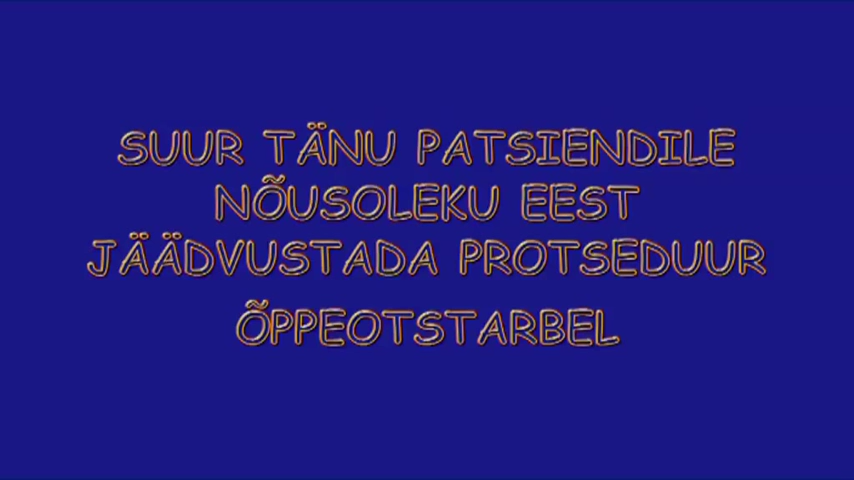 SUUR TÄNU PATSIENDILE
NÕUSOLEKU EEST
JÄÄDVUSTADA PROTSEDUUR
ÕPPEOTSTARBEL